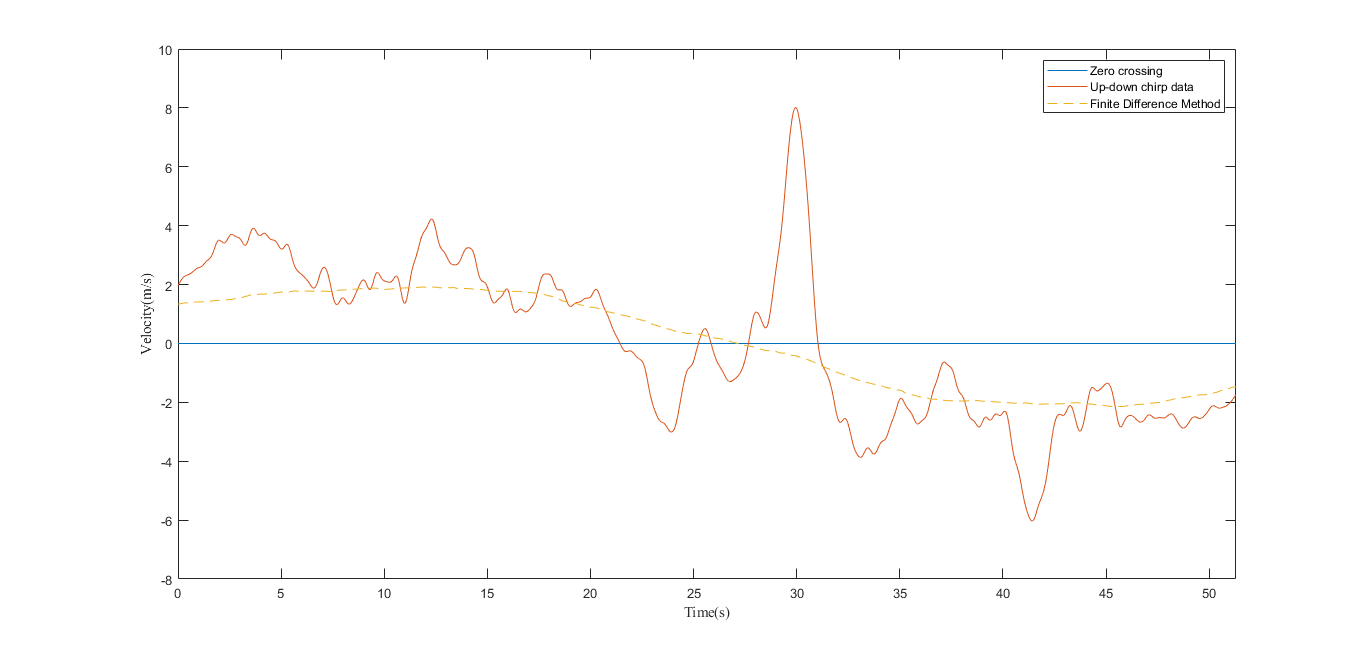 10
8
6
4
2
0
-2
-4
-6
-8
Velocity(m/s)
Zero crossing
Up-down chirp data
Finite Difference Method
0 5 10 15 20 25 30 35 40 45 50
Time(s)